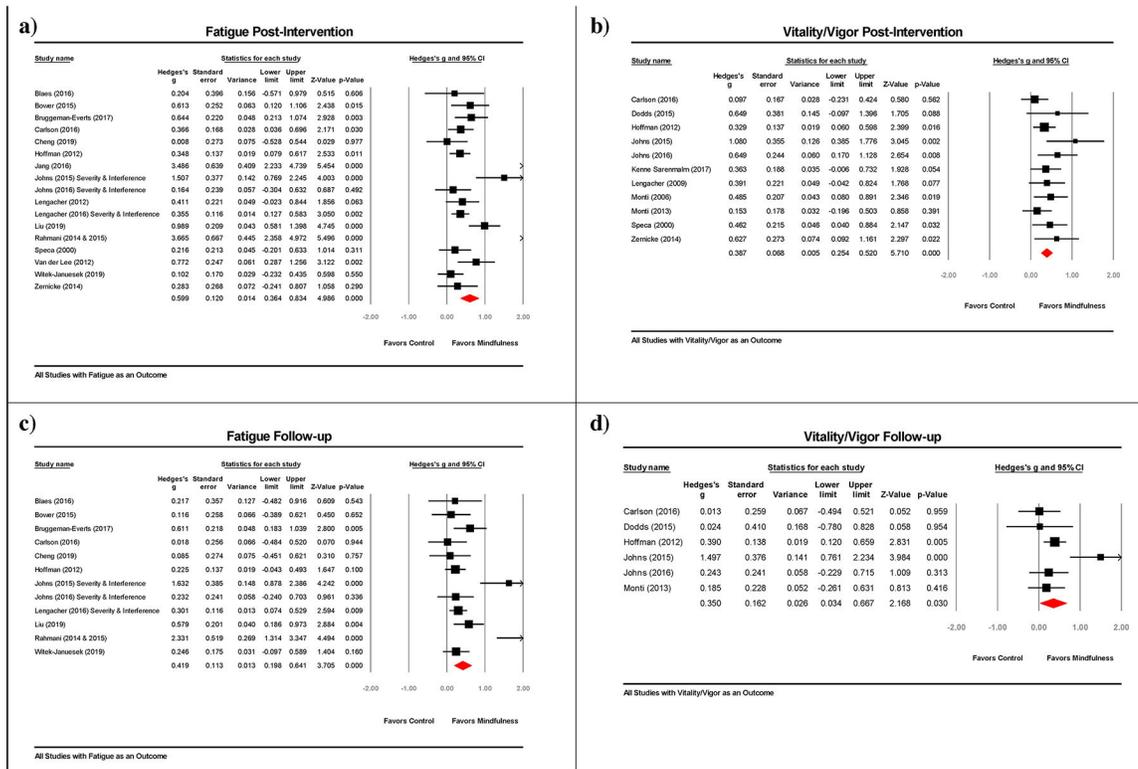 a)
Fatigue Post-Intervention
Study name Statistics for each study Hedges's g and 95% CI
Hedges's Standard Lower Upper
g error Variance limit limit Z-Value p-Value
Blaes (2016) 0.204 0.396 0.156 -0.571 0.979 0.515 0.606
Bower (2015) 0.613 0.252 0.063 0.120 1.106 2.438 0.015
Bruggeman-Everts (2017) 0.644 0.220 0.048 0.213 1.074 2.928 0.003
Carlson (2016) 0.366 0.168 0.028 0.036 0.696 2.171 0.030
Cheng (2019) 0.008 0.273 0.075 -0.528 0.544 0.029 0.977
Hoffman (2012) 0.348 0.137 0.019 0.079 0.617 2.533 0.011
Jang (2016) 3.486 0.639 0.409 2.233 4.739 5.454 0.000
Johns (2015) Severity & Interference 1.507 0.377 0.142 0.769 2.245 4.003 0.000
Johns (2016) Severity & Interference 0.164 0.239 0.057 -0.304 0.632 0.687 0.492
Lengacher (2012) 0.411 0.221 0.049 -0.023 0.844 1.856 0.063
Lengacher (2016) Severity & Interference 0.355 0.116 0.014 0.127 0.583 3.050 0.002
Liu (2019) 0.989 0.209 0.043 0.581 1.398 4.745 0.000
Rahmani (2014 & 2015) 3.665 0.667 0.445 2.358 4.972 5.496 0.000
Speca (2000) 0.216 0.213 0.045 -0.201 0.633 1.014 0.311
Van der Lee (2012) 0.772 0.247 0.061 0.287 1.256 3.122 0.002
Witek-Januesek (2019) 0.102 0.170 0.029 -0.232 0.435 0.598 0.550
Zernicke (2014) 0.283 0.268 0.072 -0.241 0.807 1.058 0.290
0.599 0.120 0.014 0.364 0.834 4.986 0.000
-2.00 -1.00 0.00 1.00 2.00
Favors Control Favors Mindfulness
All Studies with Fatigue as an Outcome
b)
Vitality/Vigor Post-Intervention
Study name Statistics for each study Hedges's g and 95% CI
Hedges's Standard Lower Upper
g error Variance limit limit Z-Value p-Value
Carlson (2016) 0.097 0.167 0.028 -0.231 0.424 0.580 0.562
Dodds (2015) 0.649 0.381 0.145 -0.097 1.396 1.705 0.088
Hoffman (2012) 0.329 0.137 0.019 0.060 0.598 2.399 0.016
Johns (2015) 1.080 0.355 0.126 0.385 1.776 3.045 0.002
Johns (2016) 0.649 0.244 0.060 0.170 1.128 2.654 0.008
Kenne Sarenmalm (2017) 0.363 0.188 0.035 -0.006 0.732 1.928 0.054
Lengacher (2009) 0.391 0.221 0.049 -0.042 0.824 1.768 0.077
Monti (2006) 0.485 0.207 0.043 0.080 0.891 2.346 0.019
Monti (2013) 0.153 0.178 0.032 -0.196 0.503 0.858 0.391
Speca (2000) 0.462 0.215 0.046 0.040 0.884 2.147 0.032
Zernicke (2014) 0.627 0.273 0.074 0.092 1.161 2.297 0.022
0.387 0.068 0.005 0.254 0.520 5.710 0.000
-2.00 -1.00 0.00 1.00 2.00
Favors Control Favors Mindfulness
All Studies with Vitality/Vigor as an Outcome
c)
Fatigue Follow-up
Study name Statistics for each study Hedges's g and 95% CI
Hedges's Standard Lower Upper
g error Variance limit limit Z-Value p-Value
Blaes (2016) 0.217 0.357 0.127 -0.482 0.916 0.609 0.543
Bower (2015) 0.116 0.258 0.066 -0.389 0.621 0.450 0.652
Bruggeman-Everts (2017) 0.611 0.218 0.048 0.183 1.039 2.800 0.005
Carlson (2016) 0.018 0.256 0.066 -0.484 0.520 0.070 0.944
Cheng (2019) 0.085 0.274 0.075 -0.451 0.621 0.310 0.757
Hoffman (2012) 0.225 0.137 0.019 -0.043 0.493 1.647 0.100
Johns (2015) Severity & Interference 1.632 0.385 0.148 0.878 2.386 4.242 0.000
Johns (2016) Severity & Interference 0.232 0.241 0.058 -0.240 0.703 0.961 0.336
Lengacher (2016) Severity & Interference 0.301 0.116 0.013 0.074 0.529 2.594 0.009
Liu (2019) 0.579 0.201 0.040 0.186 0.973 2.884 0.004
Rahmani (2014 & 2015) 2.331 0.519 0.269 1.314 3.347 4.494 0.000
Witek-Januesek (2019) 0.246 0.175 0.031 -0.097 0.589 1.404 0.160
0.419 0.113 0.013 0.198 0.641 3.705 0.000
-2.00 -1.00 0.00 1.00 2.00
Favors Control Favors Mindfulness
All Studies with Fatigue as an Outcome
d)
Vitality/Vigor Follow-up
Study name Statistics for each study Hedges's g and 95% CI
Hedges's Standard Lower Upper
g error Variance limit limit Z-Value p-Value
Carlson (2016) 0.013 0.259 0.067 -0.494 0.521 0.052 0.959
Dodds (2015) 0.024 0.410 0.168 -0.780 0.828 0.058 0.954
Hoffman (2012) 0.390 0.138 0.019 0.120 0.659 2.831 0.005
Johns (2015) 1.497 0.376 0.141 0.761 2.234 3.984 0.000
Johns (2016) 0.243 0.241 0.058 -0.229 0.715 1.009 0.313
Monti (2013) 0.185 0.228 0.052 -0.261 0.631 0.813 0.416
0.350 0.162 0.026 0.034 0.667 2.168 0.030
-2.00 -1.00 0.00 1.00 2.00
Favors Control Favors Mindfulness
All Studies with Vitality/Vigor as an Outcome